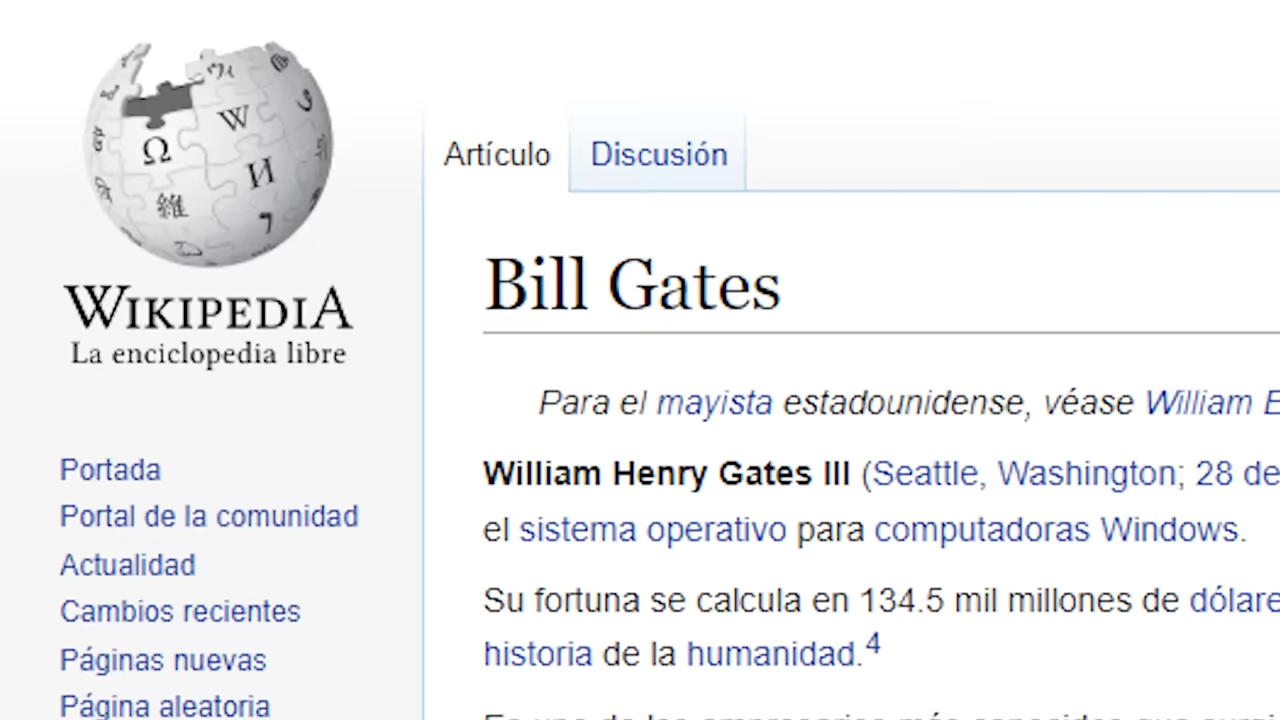 WIKIPEDIA
La enciclopedia libre
Portada
Portal de la comunidad
Actualidad
Cambios recientes
Páginas nuevas
Página aleatoria
Artículo
Discusión
Bill Gates
Para el mayista estadounidense, véase William E
William Henry Gates III (Seattle, Washington; 28 de
el sistema operativo para computadoras Windows.
Su fortuna se calcula en 134.5 mil millones de dólare
historia de la humanidad.4